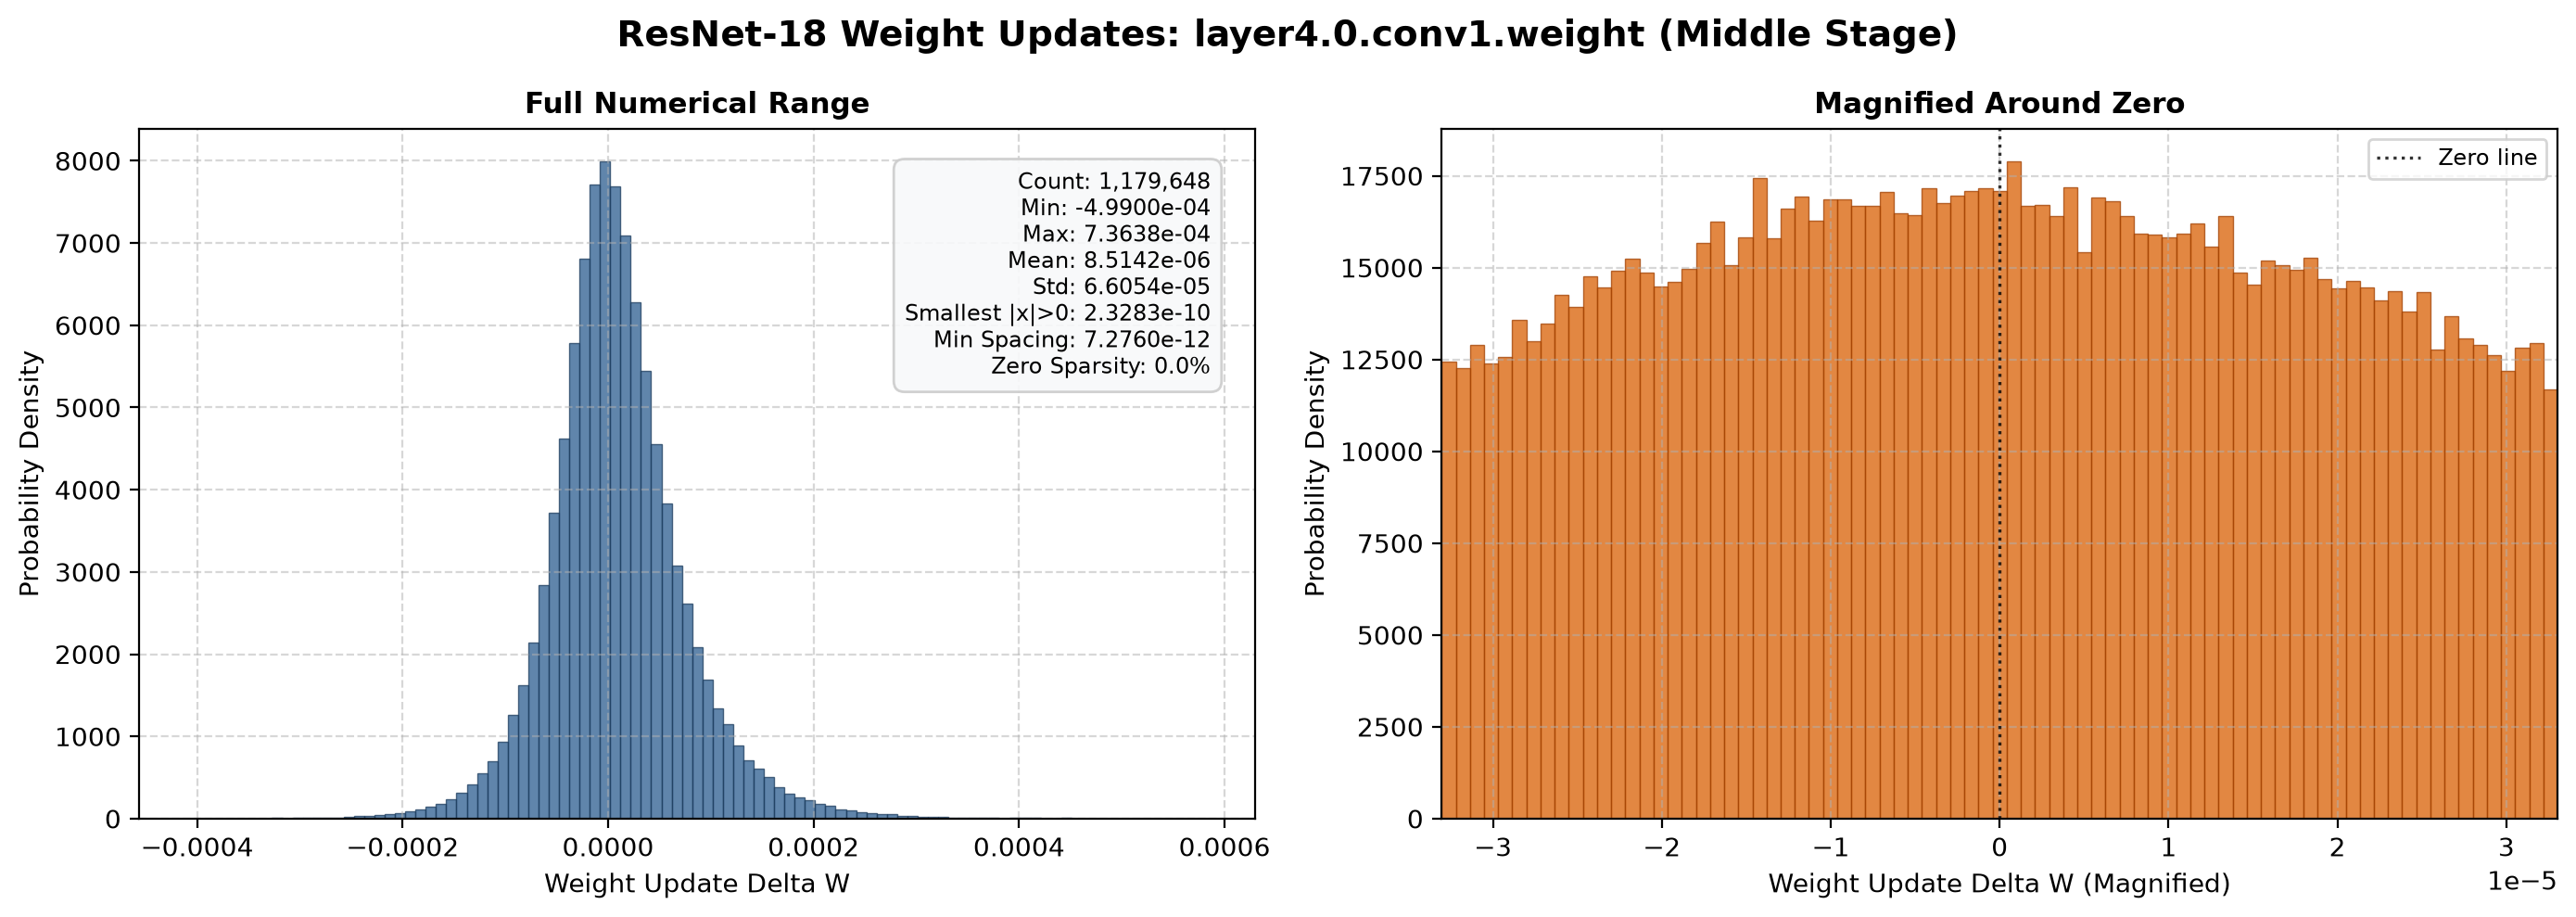 ResNet-18 Weight Updates: layer4.0.conv1.weight (Middle Stage)
Full Numerical Range
Probability Density
8000
7000
6000
5000
4000
3000
2000
1000
0
Count: 1,179,648
Min: -4.9900e-04
Max: 7.3638e-04
Mean: 8.5142e-06
Std: 6.6054e-05
Smallest |x|>0: 2.3283e-10
Min Spacing: 7.2760e-12
Zero Sparsity: 0.0%
−0.0004 −0.0002 0.0000 0.0002 0.0004 0.0006
Weight Update Delta W
Magnified Around Zero
Probability Density
17500
15000
12500
10000
7500
5000
2500
0
Zero line
−3 −2 −1 0 1 2 3
1e−5
Weight Update Delta W (Magnified)